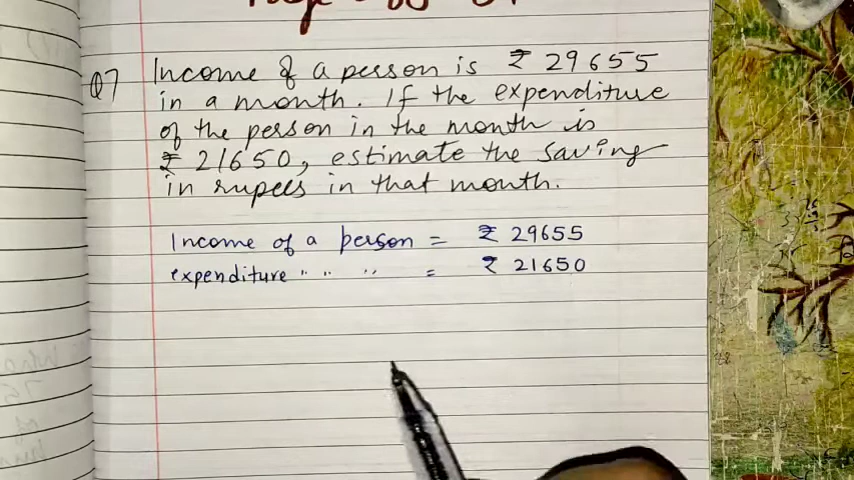 Q7 Income of a person is ₹ 29655
in a month. If the expenditure
of the person in the month is
₹ 21650, estimate the saving
in rupees in that month.
Income of a person = ₹ 29655
expenditure " " " = ₹ 21650